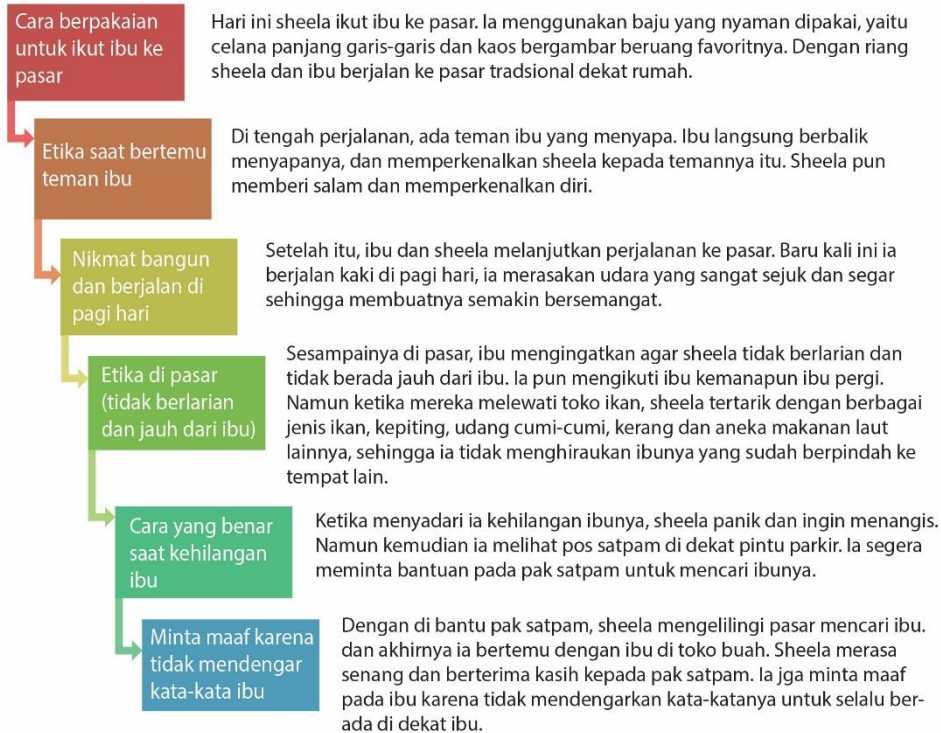 Cara berpakaian
untuk ikut ibu ke
pasar
Hari ini sheela ikut ibu ke pasar. Ia menggunakan baju yang nyaman dipakai, yaitu
celana panjang garis-garis dan kaos bergambar beruang favoritnya. Dengan riang
sheela dan ibu berjalan ke pasar tradsional dekat rumah.
Etika saat bertemu
teman ibu
Di tengah perjalanan, ada teman ibu yang menyapa. Ibu langsung berbalik
menyapanya, dan memperkenalkan sheela kepada temannya itu. Sheela pun
memberi salam dan memperkenalkan diri.
Nikmat bangun
dan berjalan di
pagi hari
Setelah itu, ibu dan sheela melanjutkan perjalanan ke pasar. Baru kali ini ia
berjalan kaki di pagi hari, ia merasakan udara yang sangat sejuk dan segar
sehingga membuatnya semakin bersemangat.
Etika di pasar
(tidak berlarian
dan jauh dari ibu)
Sesampainya di pasar, ibu mengingatkan agar sheela tidak berlarian dan
tidak berada jauh dari ibu. Ia pun mengikuti ibu kemanapun ibu pergi.
Namun ketika mereka melewati toko ikan, sheela tertarik dengan berbagai
jenis ikan, kepiting, udang cumi-cumi, kerang dan aneka makanan laut
lainnya, sehingga ia tidak menghiraukan ibunya yang sudah berpindah ke
tempat lain.
Cara yang benar
saat kehilangan
ibu
Ketika menyadari ia kehilangan ibunya, sheela panik dan ingin menangis.
Namun kemudian ia melihat pos satpam di dekat pintu parkir. Ia segera
meminta bantuan pada pak satpam untuk mencari ibunya.
Minta maaf karena
tidak mendengar
kata-kata ibu
Dengan di bantu pak satpam, sheela mengelilingi pasar mencari ibu.
dan akhirnya ia bertemu dengan ibu di toko buah. Sheela merasa
senang dan berterima kasih kepada pak satpam. Ia jga minta maaf
pada ibu karena tidak mendengarkan kata-katanya untuk selalu ber-
ada di dekat ibu.